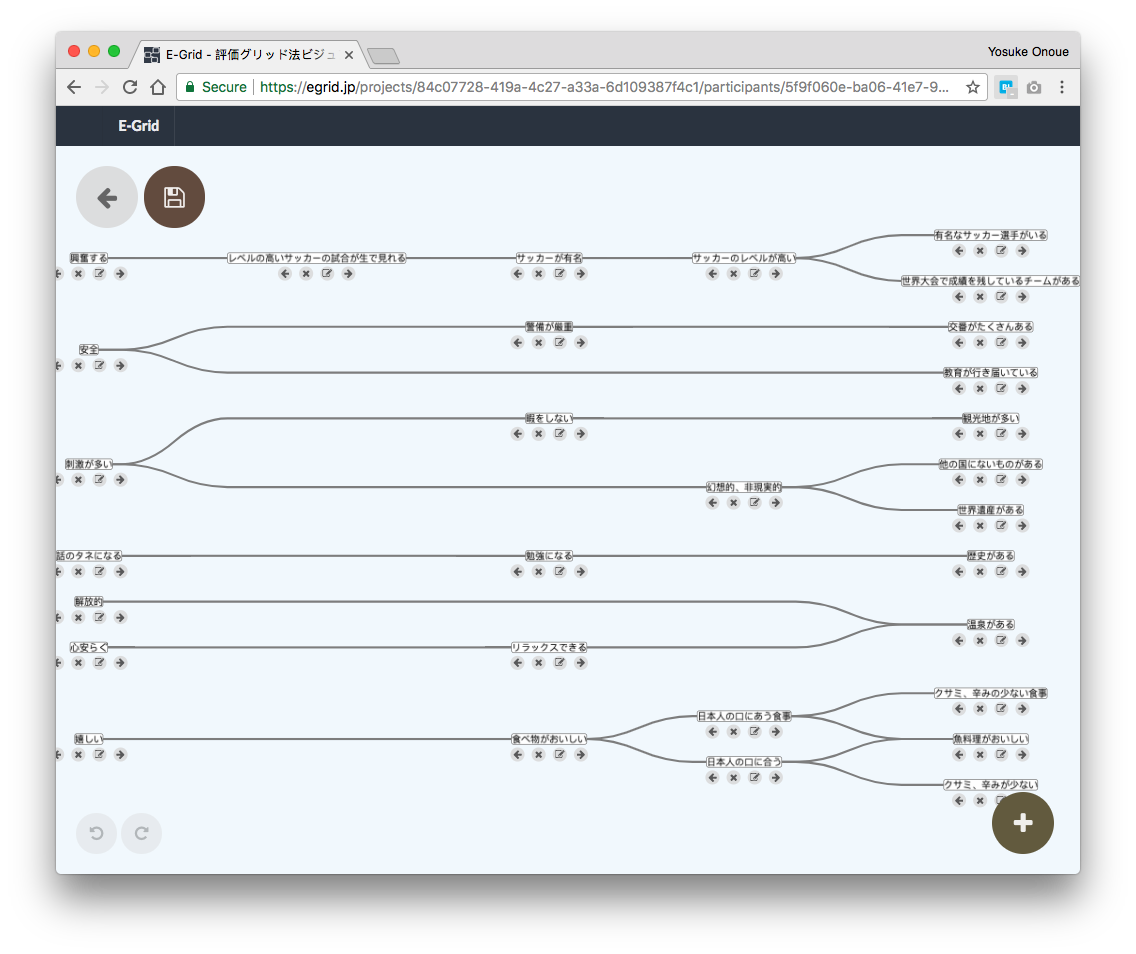 E-Grid - 評価グリッド法ビジュ
Yosuke Onoue
Secure https://egrid.jp/projects/84c07728-419a-4c27-a33a-6d109387f4c1/participants/5f9f060e-ba06-41e7-9...
E-Grid
有名なサッカー選手がいる
興奮する レベルの高いサッカーの試合が生で見れる サッカーが有名 サッカーのレベルが高い
世界大会で成績を残しているチームがある
警備が厳重 交番がたくさんある
安全
教育が行き届いている
暇をしない 観光地が多い
刺激が多い 他の国にないものがある
幻想的、非現実的
世界遺産がある
話のタネになる 勉強になる 歴史がある
解放的
温泉がある
心安らぐ リラックスできる
クサミ、辛みの少ない食事
日本人の口にあう食事
嬉しい 食べ物がおいしい 魚料理がおいしい
日本人の口に合う
クサミ、辛みが少ない